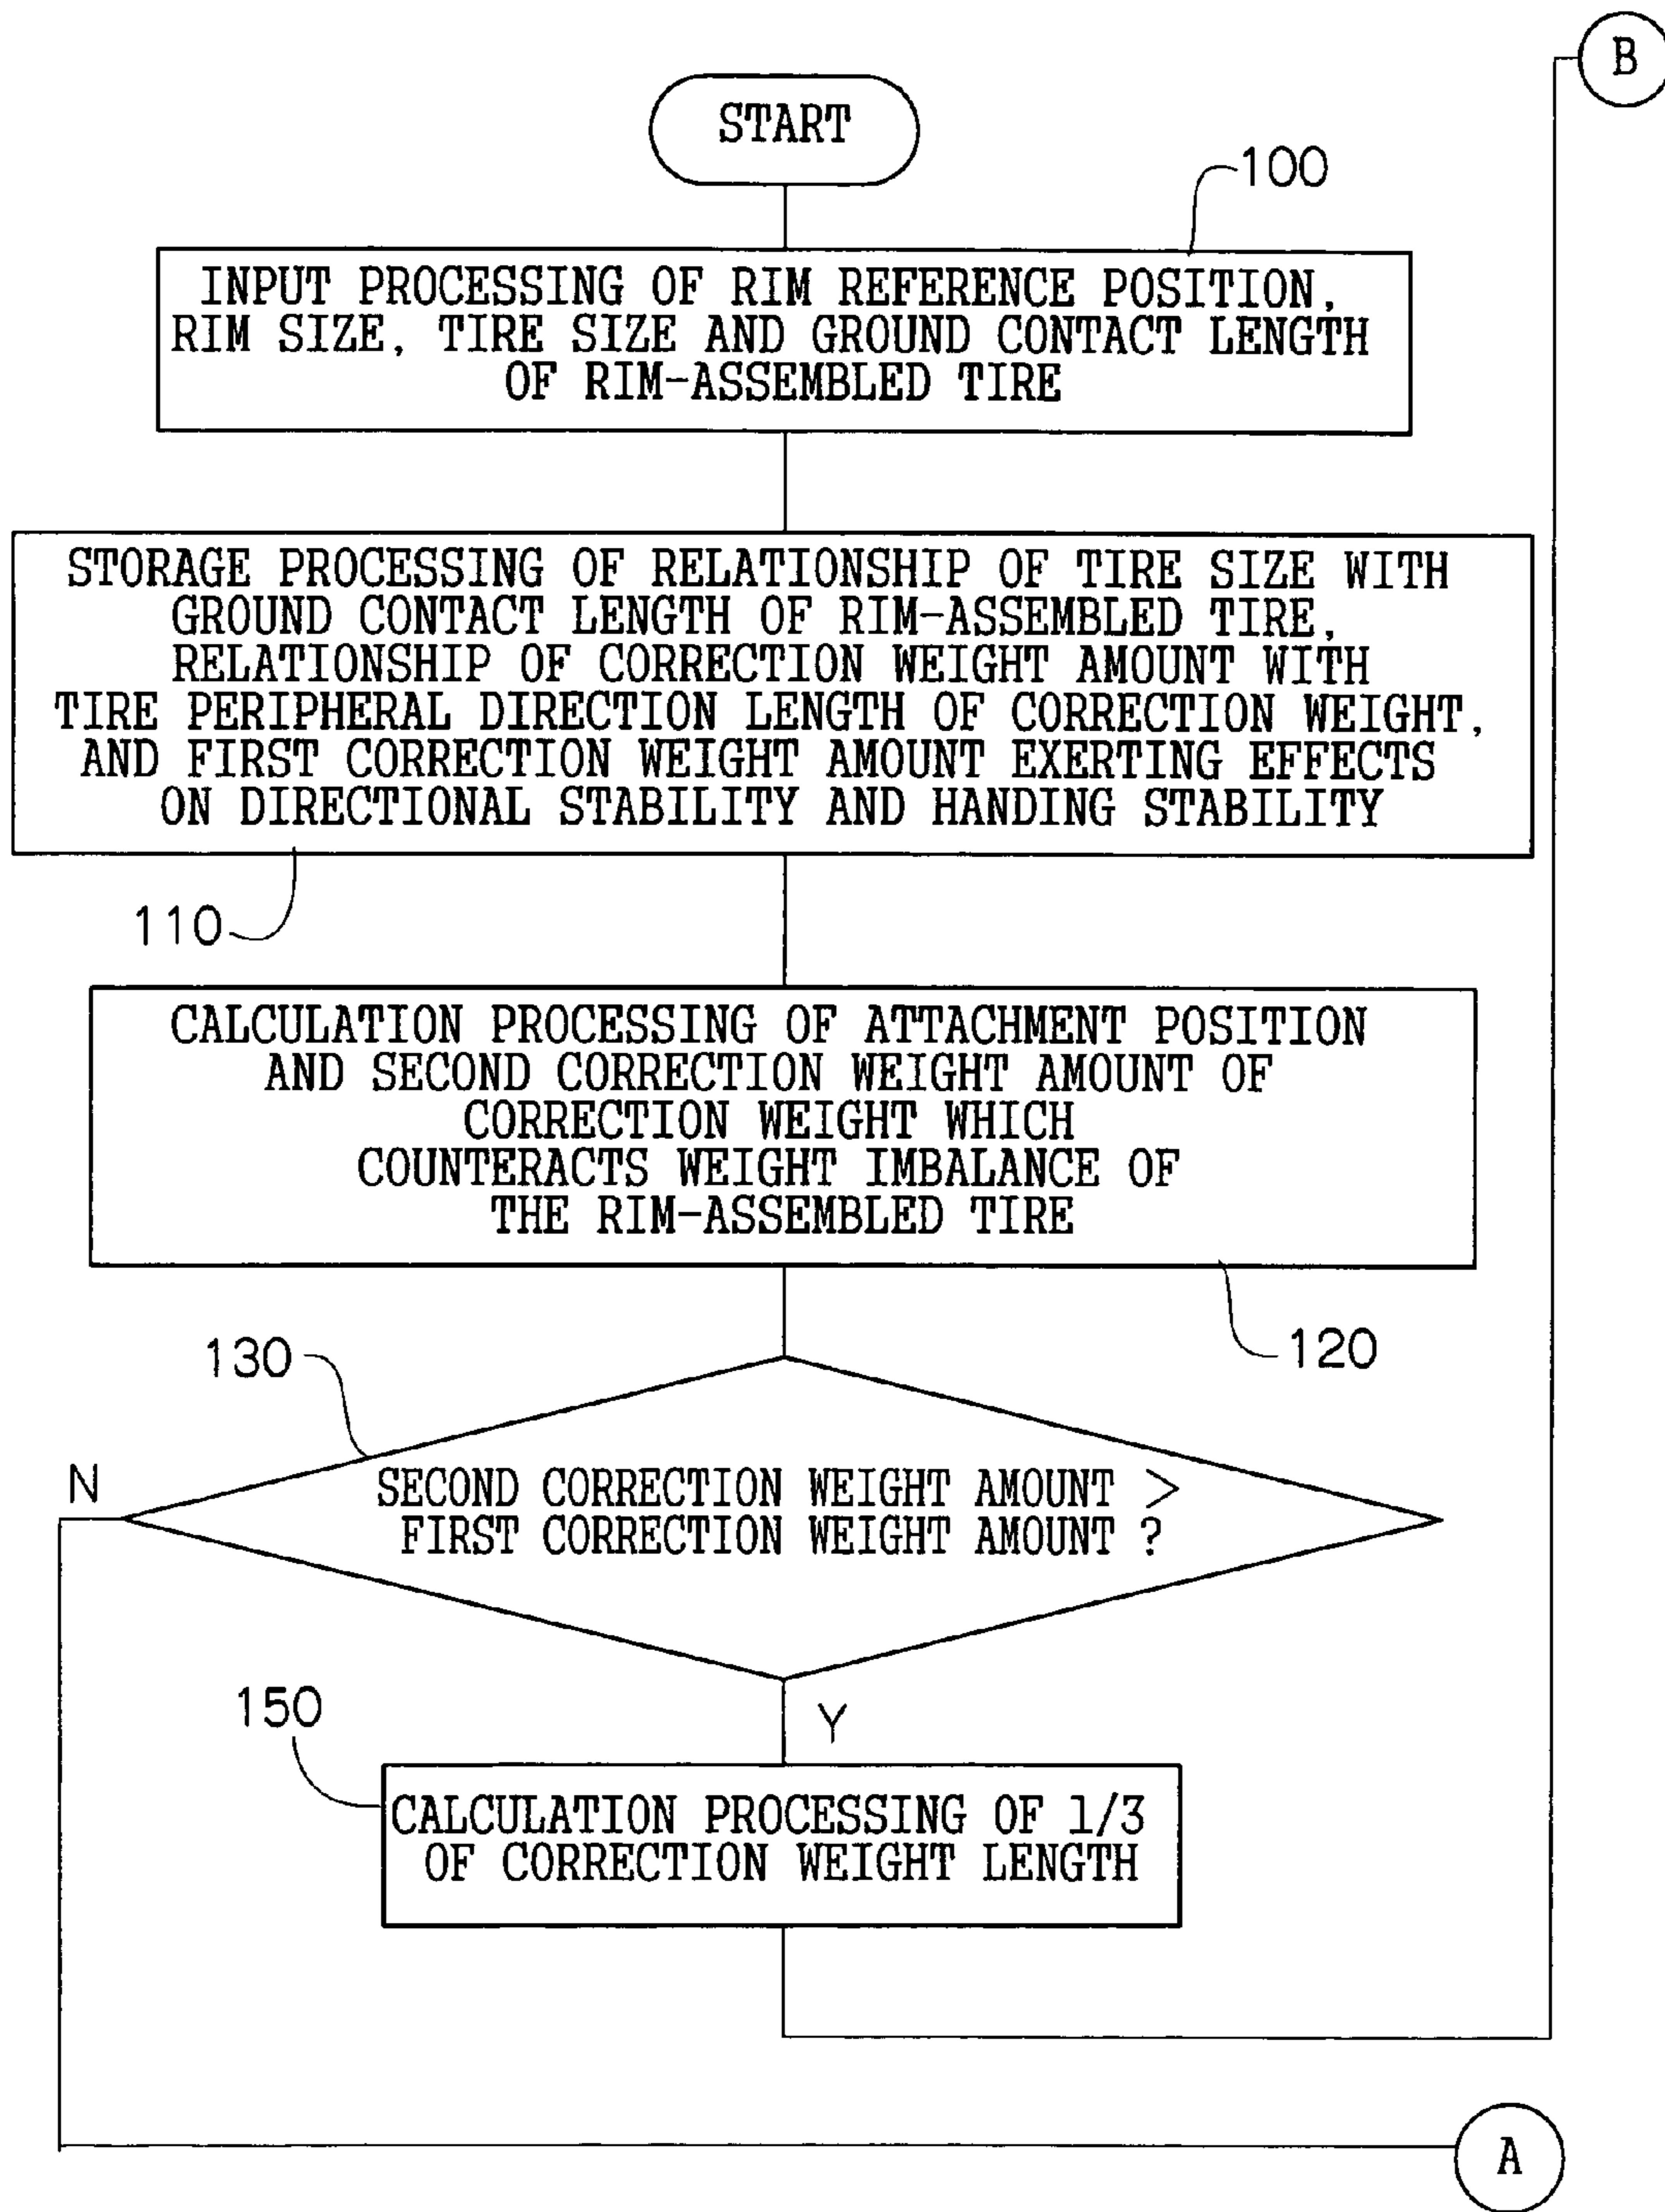 B
START
100
INPUT PROCESSING OF RIM REFERENCE POSITION,
RIM SIZE, TIRE SIZE AND GROUND CONTACT LENGTH
OF RIM-ASSEMBLED TIRE
STORAGE PROCESSING OF RELATIONSHIP OF TIRE SIZE WITH
GROUND CONTACT LENGTH OF RIM-ASSEMBLED TIRE,
RELATIONSHIP OF CORRECTION WEIGHT AMOUNT WITH
TIRE PERIPHERAL DIRECTION LENGTH OF CORRECTION WEIGHT,
AND FIRST CORRECTION WEIGHT AMOUNT EXERTING EFFECTS
ON DIRECTIONAL STABILITY AND HANDING STABILITY
110
CALCULATION PROCESSING OF ATTACHMENT POSITION
AND SECOND CORRECTION WEIGHT AMOUNT OF
CORRECTION WEIGHT WHICH
COUNTERACTS WEIGHT IMBALANCE OF
THE RIM-ASSEMBLED TIRE
120
130
N
SECOND CORRECTION WEIGHT AMOUNT >
FIRST CORRECTION WEIGHT AMOUNT ?
Y
150
CALCULATION PROCESSING OF 1/3
OF CORRECTION WEIGHT LENGTH
A